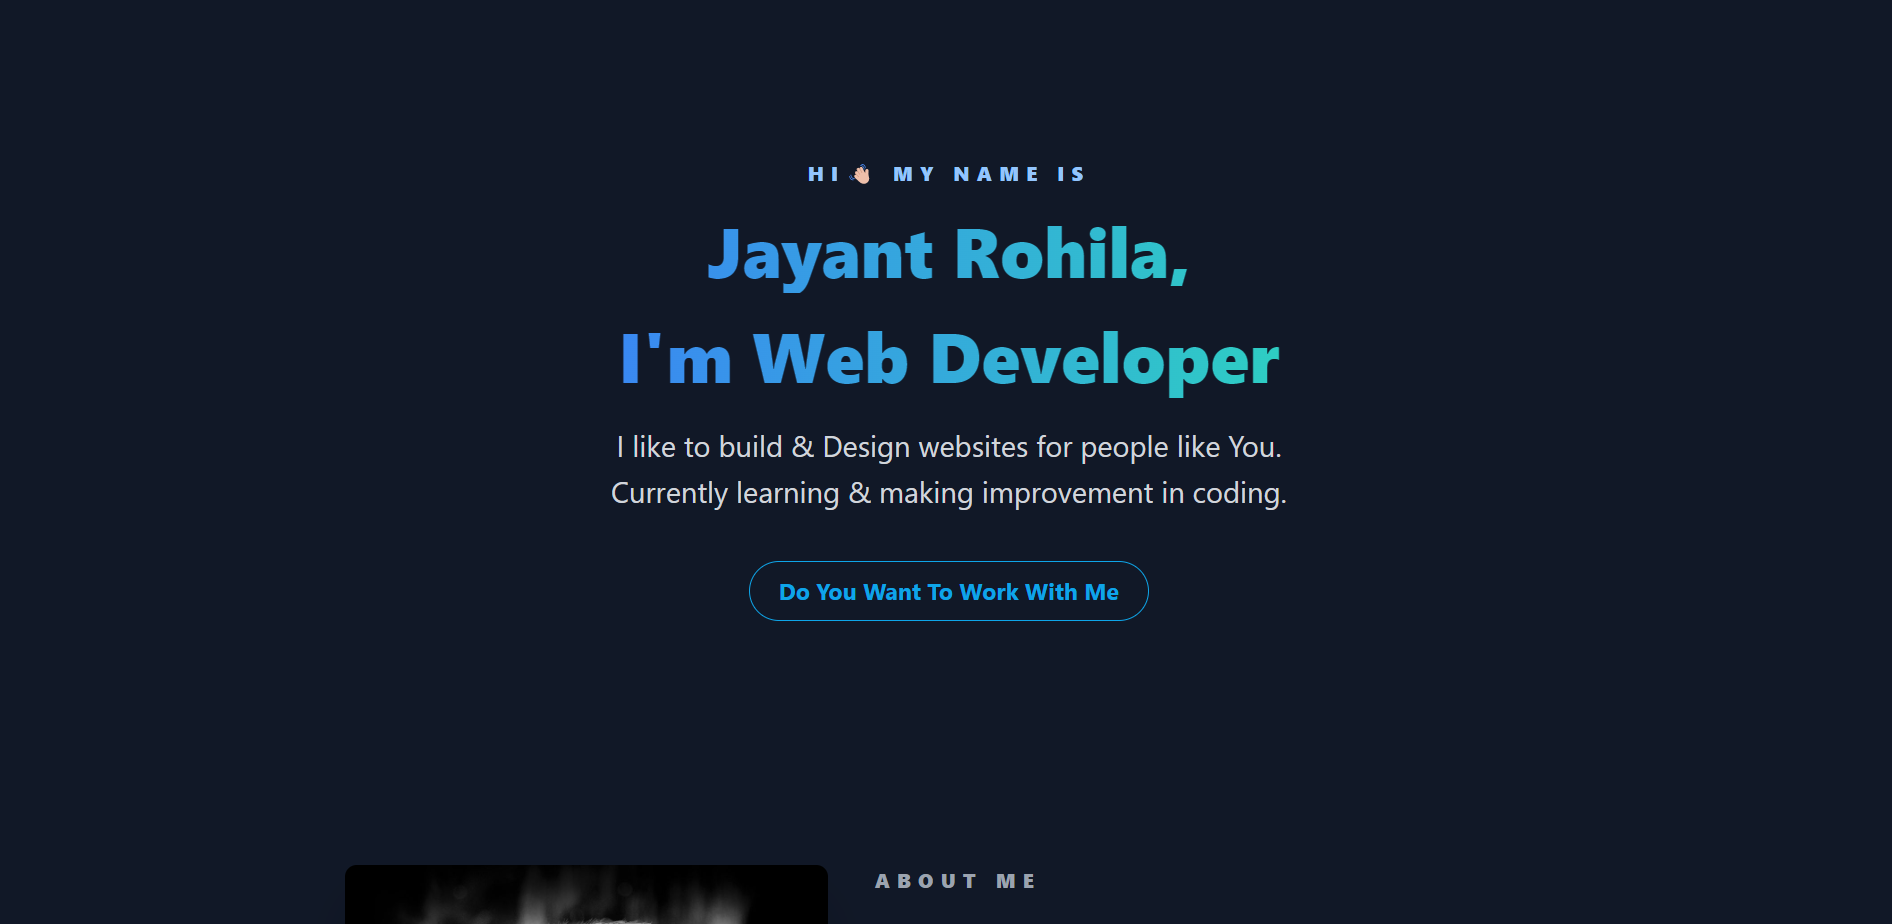 HI👋🏻 MY NAME IS
Jayant Rohila,
I'm Web Developer
I like to build & Design websites for people like You.
Currently learning & making improvement in coding.
Do You Want To Work With Me
ABOUT ME